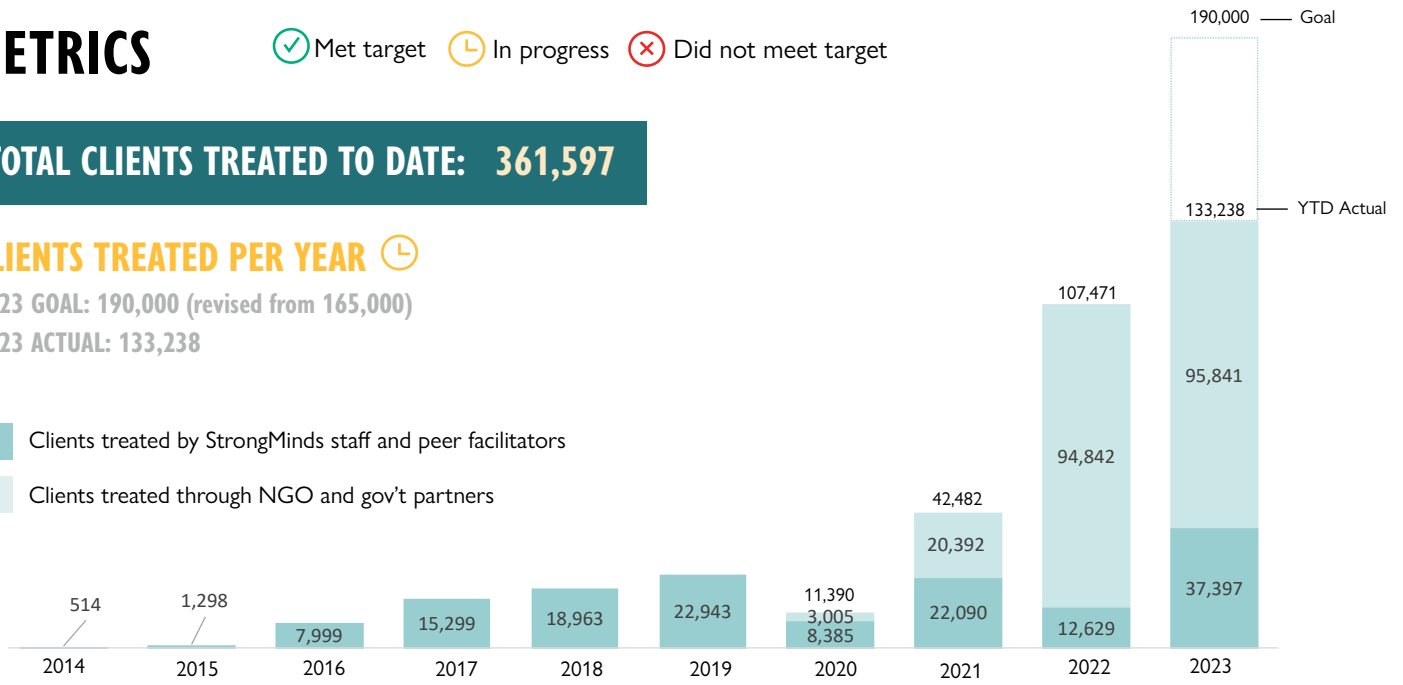 ETRICS
Met target In progress Did not meet target
190,000 Goal
TOTAL CLIENTS TREATED TO DATE: 361,597
133,238 YTD Actual
LIENTS TREATED PER YEAR
23 GOAL: 190,000 (revised from 165,000)
23 ACTUAL: 133,238
Clients treated by StrongMinds staff and peer facilitators
Clients treated through NGO and gov't partners
514
1,298
7,999
15,299
18,963
22,943
11,390
3,005
8,385
42,482
20,392
22,090
107,471
94,842
12,629
95,841
37,397
2014 2015 2016 2017 2018 2019 2020 2021 2022 2023